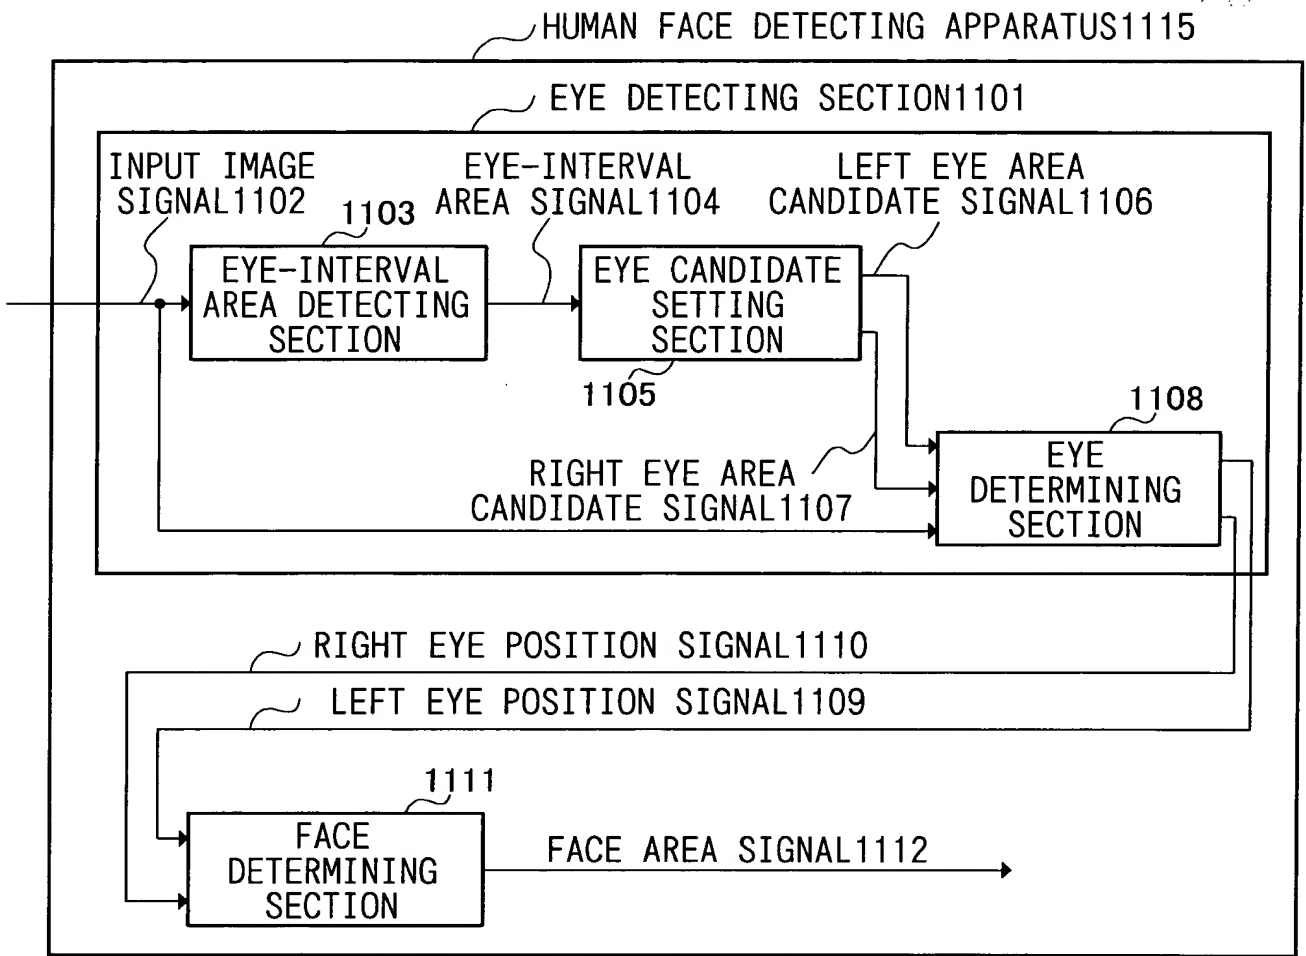 HUMAN FACE DETECTING APPARATUS1115
EYE DETECTING SECTION1101
INPUT IMAGE
SIGNAL1102
EYE-INTERVAL
AREA SIGNAL1104
LEFT EYE AREA
CANDIDATE SIGNAL1106
1103
EYE-INTERVAL
AREA DETECTING
SECTION
EYE CANDIDATE
SETTING
SECTION
1105
1108
EYE
DETERMINING
SECTION
RIGHT EYE AREA
CANDIDATE SIGNAL1107
RIGHT EYE POSITION SIGNAL1110
LEFT EYE POSITION SIGNAL1109
1111
FACE
DETERMINING
SECTION
FACE AREA SIGNAL1112